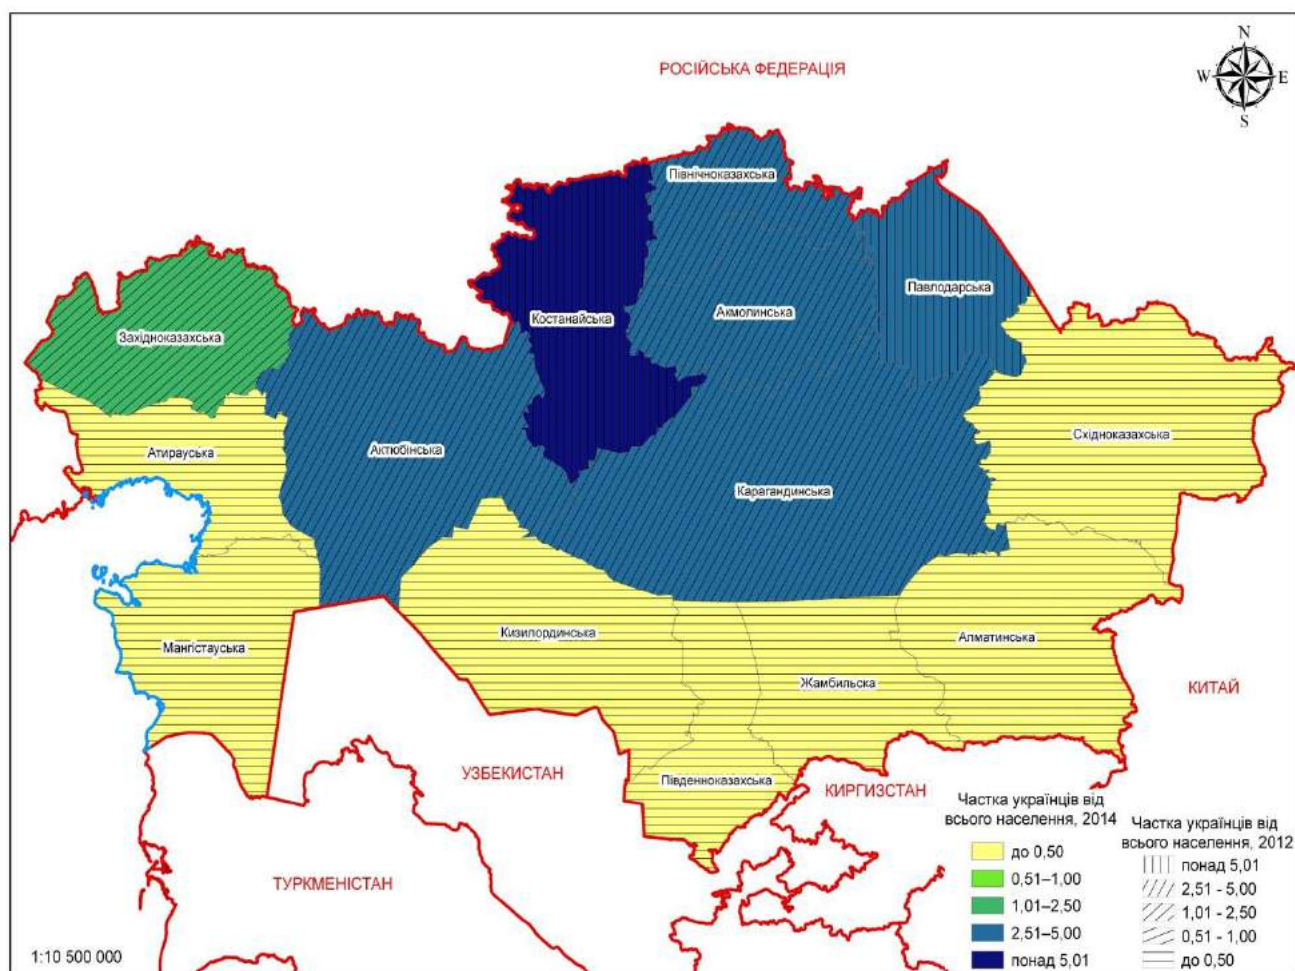 N
W
E
S
РОСІЙСЬКА ФЕДЕРАЦІЯ
Північноказахська
Павлодарська
Акмолинська
Костанайська
Західноказахська
Східноказахська
Атирауська
Актюбінська
Карагандинська
Кизилординська
Алматинська
Мангістауська
Жамбильска
КИТАЙ
УЗБЕКИСТАН
Південноказахська
КИРГИЗСТАН
ТУРКМЕНІСТАН
Частка українців від
всього населення, 2014
до 0,50
0,51–1,00
1,01–2,50
2,51–5,00
понад 5,01
Частка українців від
всього населення, 2012
понад 5,01
2,51 - 5,00
1,01 - 2,50
0,51 - 1,00
до 0,50
1:10 500 000